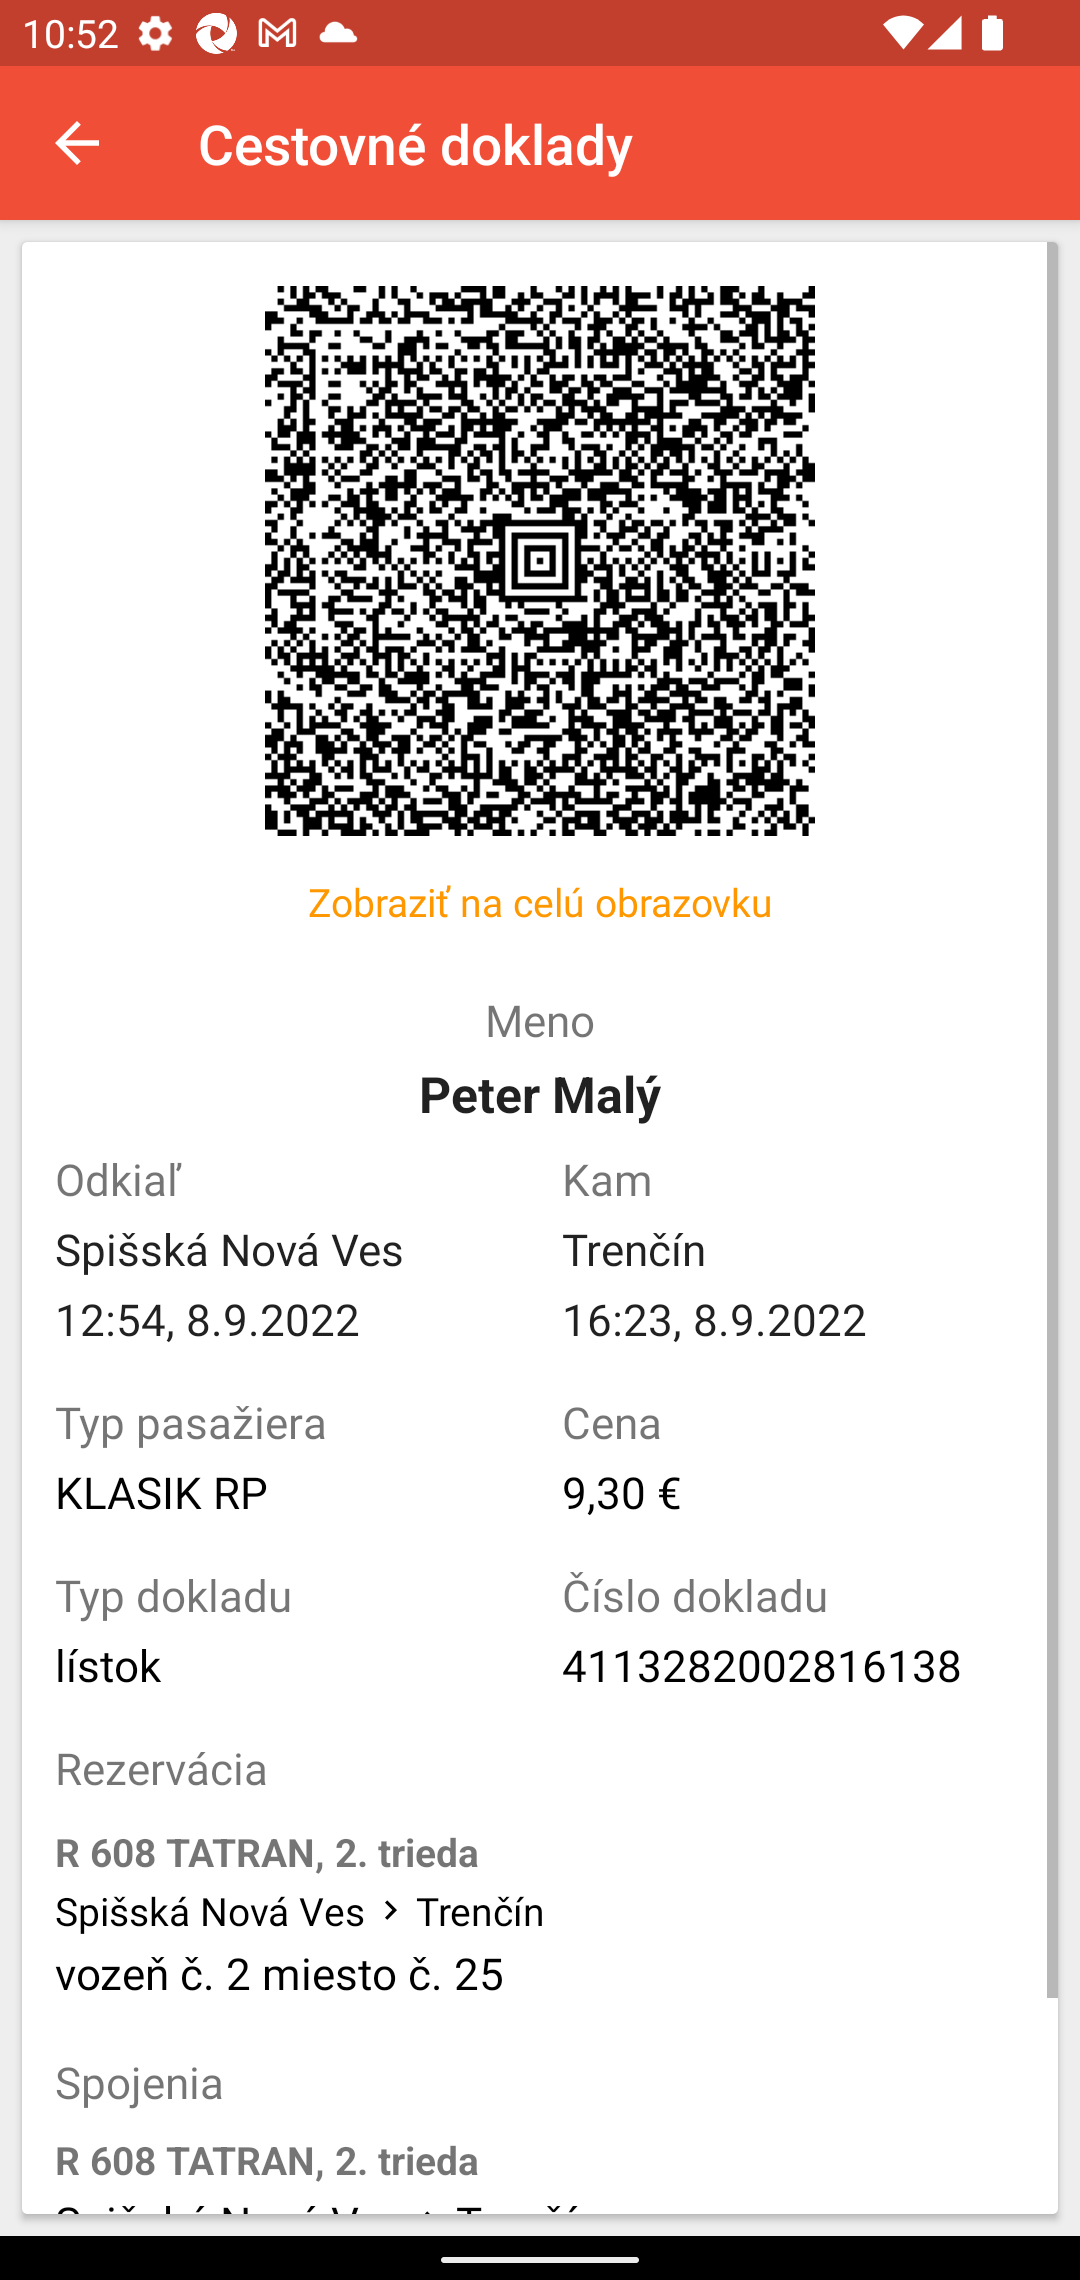 10:52
Cestovné doklady
Zobraziť na celú obrazovku
Meno
Peter Malý
Odkiaľ
Kam
Spišská Nová Ves
Trenčín
12:54, 8.9.2022
16:23, 8.9.2022
Typ pasažiera
Cena
KLASIK RP
9,30 €
Typ dokladu
Číslo dokladu
lístok
4113282002816138
Rezervácia
R 608 TATRAN, 2. trieda
Spišská Nová Ves > Trenčín
vozeň č. 2 miesto č. 25
Spojenia
R 608 TATRAN, 2. trieda